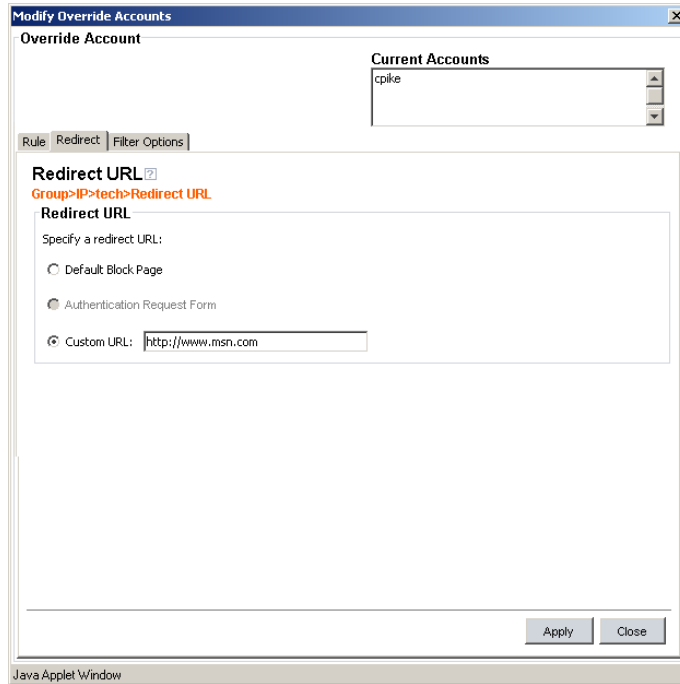 Modify Override Accounts
Override Account
Current Accounts
cpike
Rule Redirect Filter Options
Redirect URL ?
Group>IP>tech>Redirect URL
Redirect URL
Specify a redirect URL:
Default Block Page
Authentication Request Form
Custom URL: http://www.msn.com
Apply Close
Java Applet Window